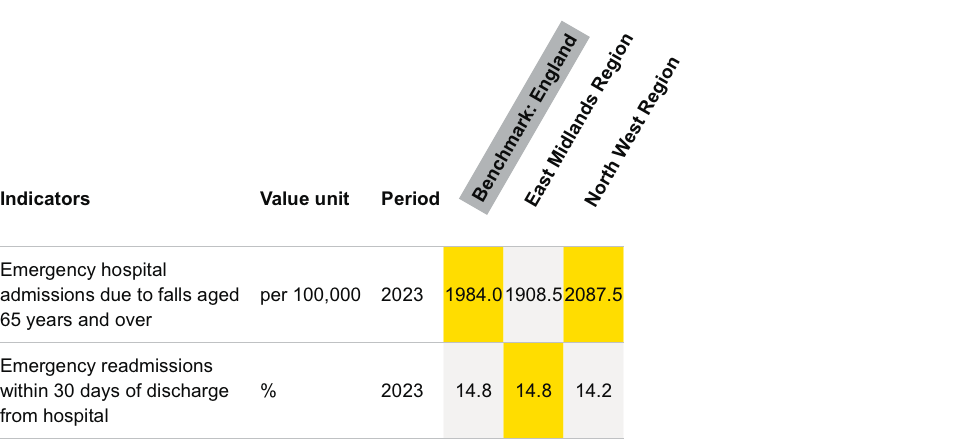 Benchmark: England
East Midlands Region
North West Region
Indicators Value unit Period
Emergency hospital
admissions due to falls aged per 100,000 2023 1984.0 1908.5 2087.5
65 years and over
Emergency readmissions
within 30 days of discharge % 2023 14.8 14.8 14.2
from hospital